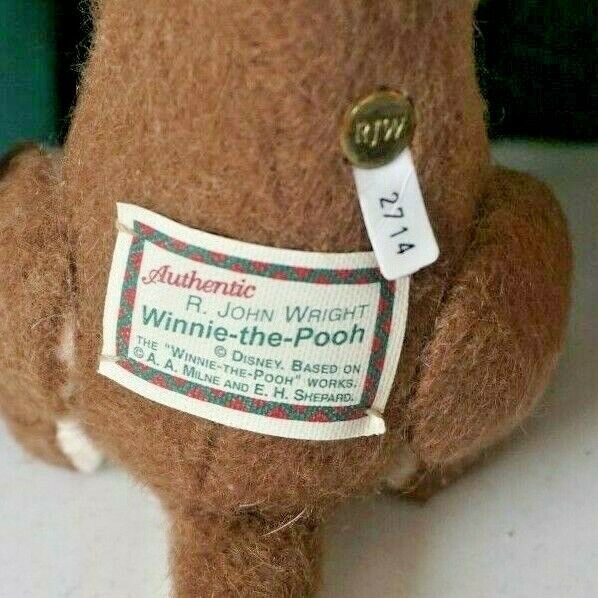 RJW
2714
Authentic
R. JOHN WRIGHT
Winnie-the-Pooh
© DISNEY. BASED ON
THE "WINNIE-THE-POOH" WORKS.
© A. A. MILNE AND E. H. SHEPARD.